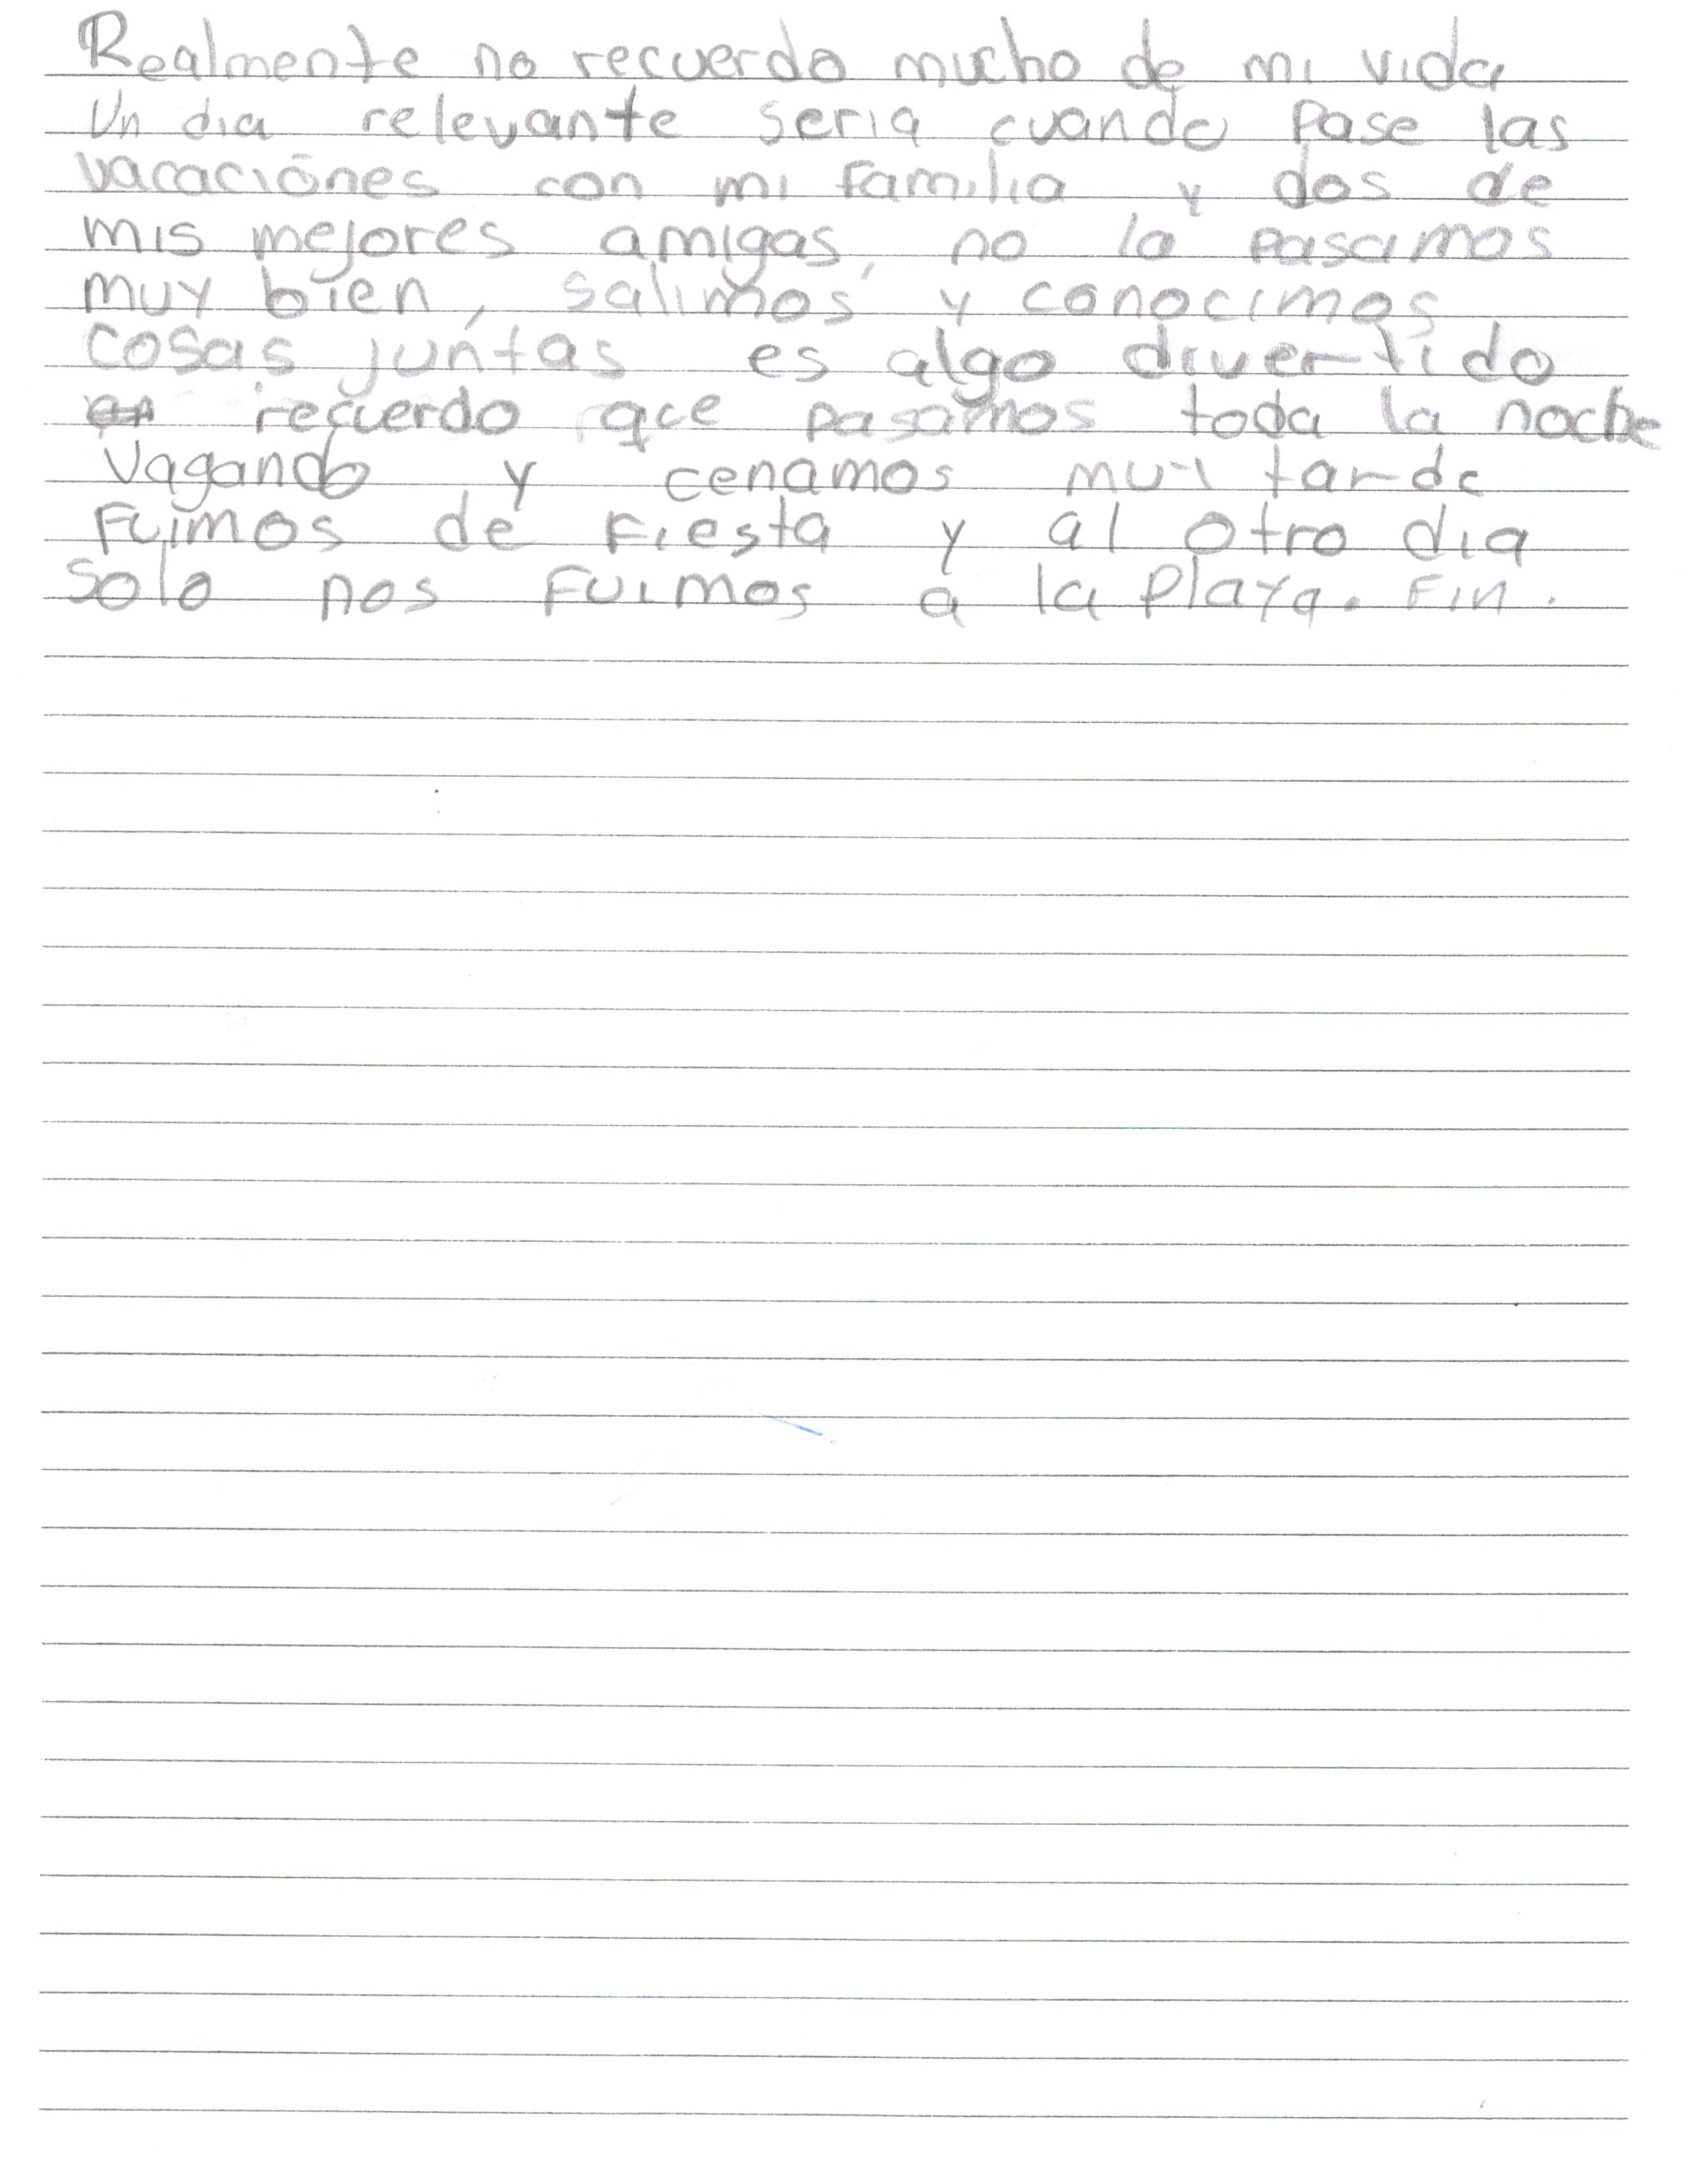 Realmente no recuerdo mucho de mi vida
Un dia relevante seria cuando pase las
vacaciónes con mi familia y dos de
mis mejores amigas, no la pasamos
muy bien, salimos y conocimos
cosas juntas es algo divertido
recuerdo que pasamos toda la noche
vagando y cenamos muy tarde
Fuimos de Fiesta y al otro dia
solo nos Fuimos a la playa. Fin.